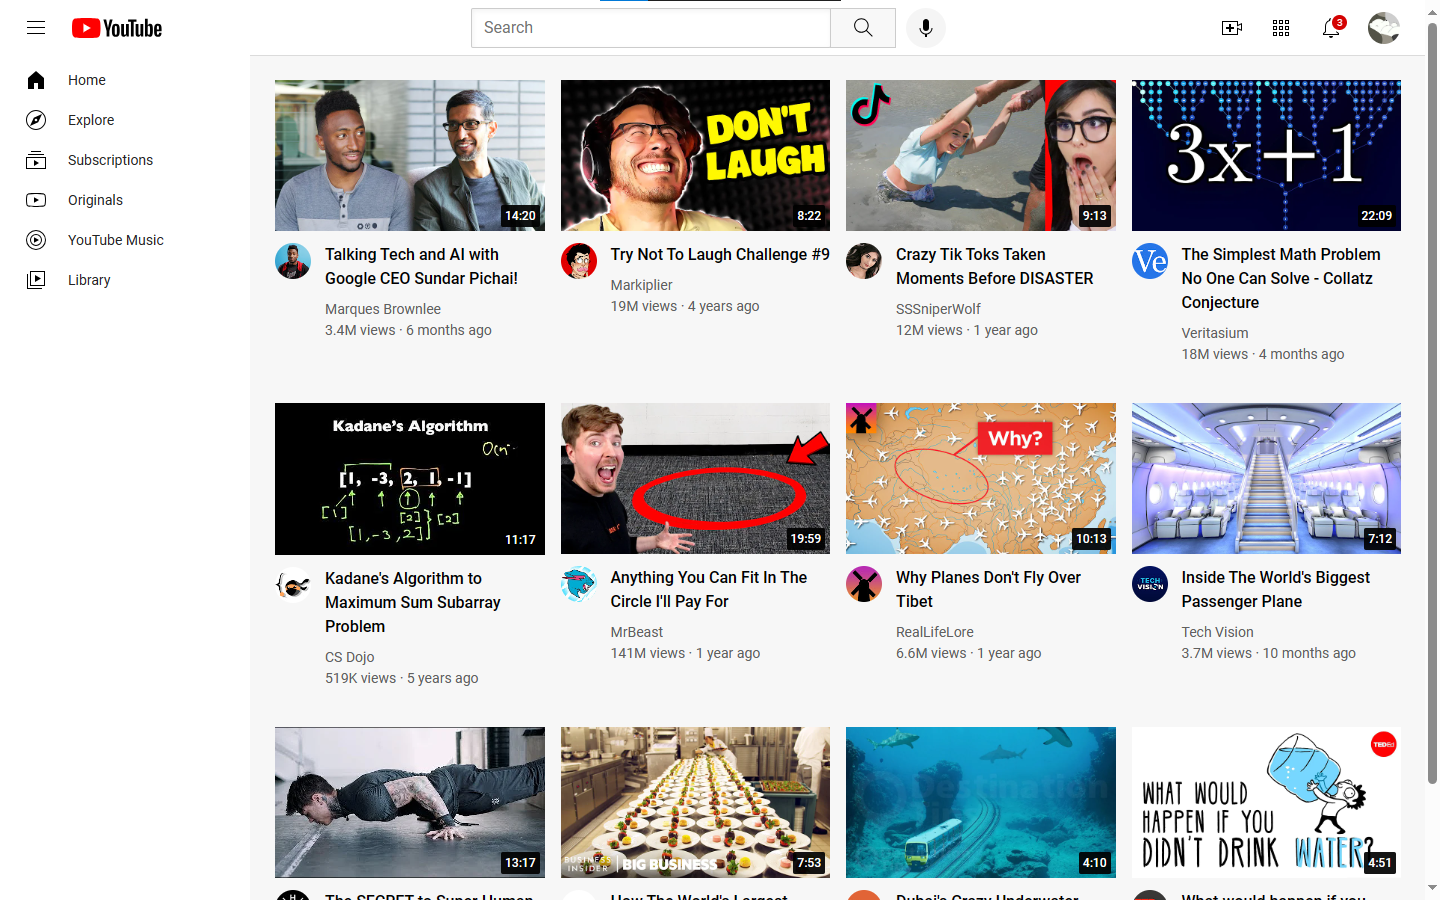 YouTube
Search
3
Home
Explore
Subscriptions
Originals
YouTube Music
Library
14:20
DON'T
LAUGH
8:22
9:13
3x+1
22:09
Talking Tech and AI with
Google CEO Sundar Pichai!
Marques Brownlee
3.4M views · 6 months ago
Try Not To Laugh Challenge #9
Markiplier
19M views · 4 years ago
Crazy Tik Toks Taken
Moments Before DISASTER
SSSniperWolf
12M views · 1 year ago
Ve
The Simplest Math Problem
No One Can Solve - Collatz
Conjecture
Veritasium
18M views · 4 months ago
Kadane's Algorithm
[1, -3, 2, 1, -1]
[1]
[2]
[2]
[1,-3,2]
11:17
19:59
Why?
10:13
7:12
Kadane's Algorithm to
Maximum Sum Subarray
Problem
CS Dojo
519K views · 5 years ago
Anything You Can Fit In The
Circle I'll Pay For
MrBeast
141M views · 1 year ago
Why Planes Don't Fly Over
Tibet
RealLifeLore
6.6M views · 1 year ago
TECH
VISION
Inside The World's Biggest
Passenger Plane
Tech Vision
3.7M views · 10 months ago
13:17
BUSINESS
INSIDER
BIG BUSINESS
7:53
4:10
TEDEd
WHAT WOULD
HAPPEN IF YOU
DIDN'T DRINK WATER?
4:51
The SECRET to Super Human
How The World's Largest
Dubai's Crazy Underwater
What would happen if you